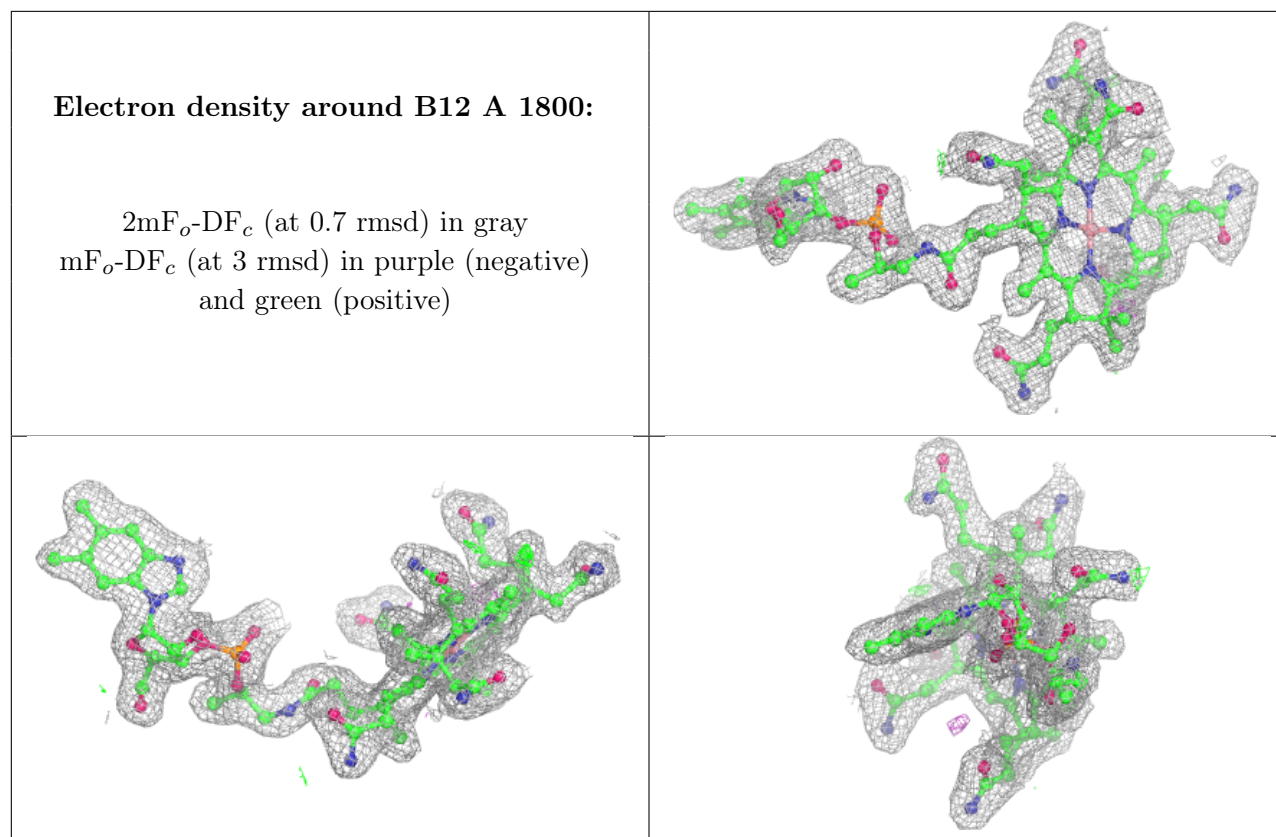 Electron density around B12 A 1800:
2mFo-DFc (at 0.7 rmsd) in gray
mFo-DFc (at 3 rmsd) in purple (negative)
and green (positive)